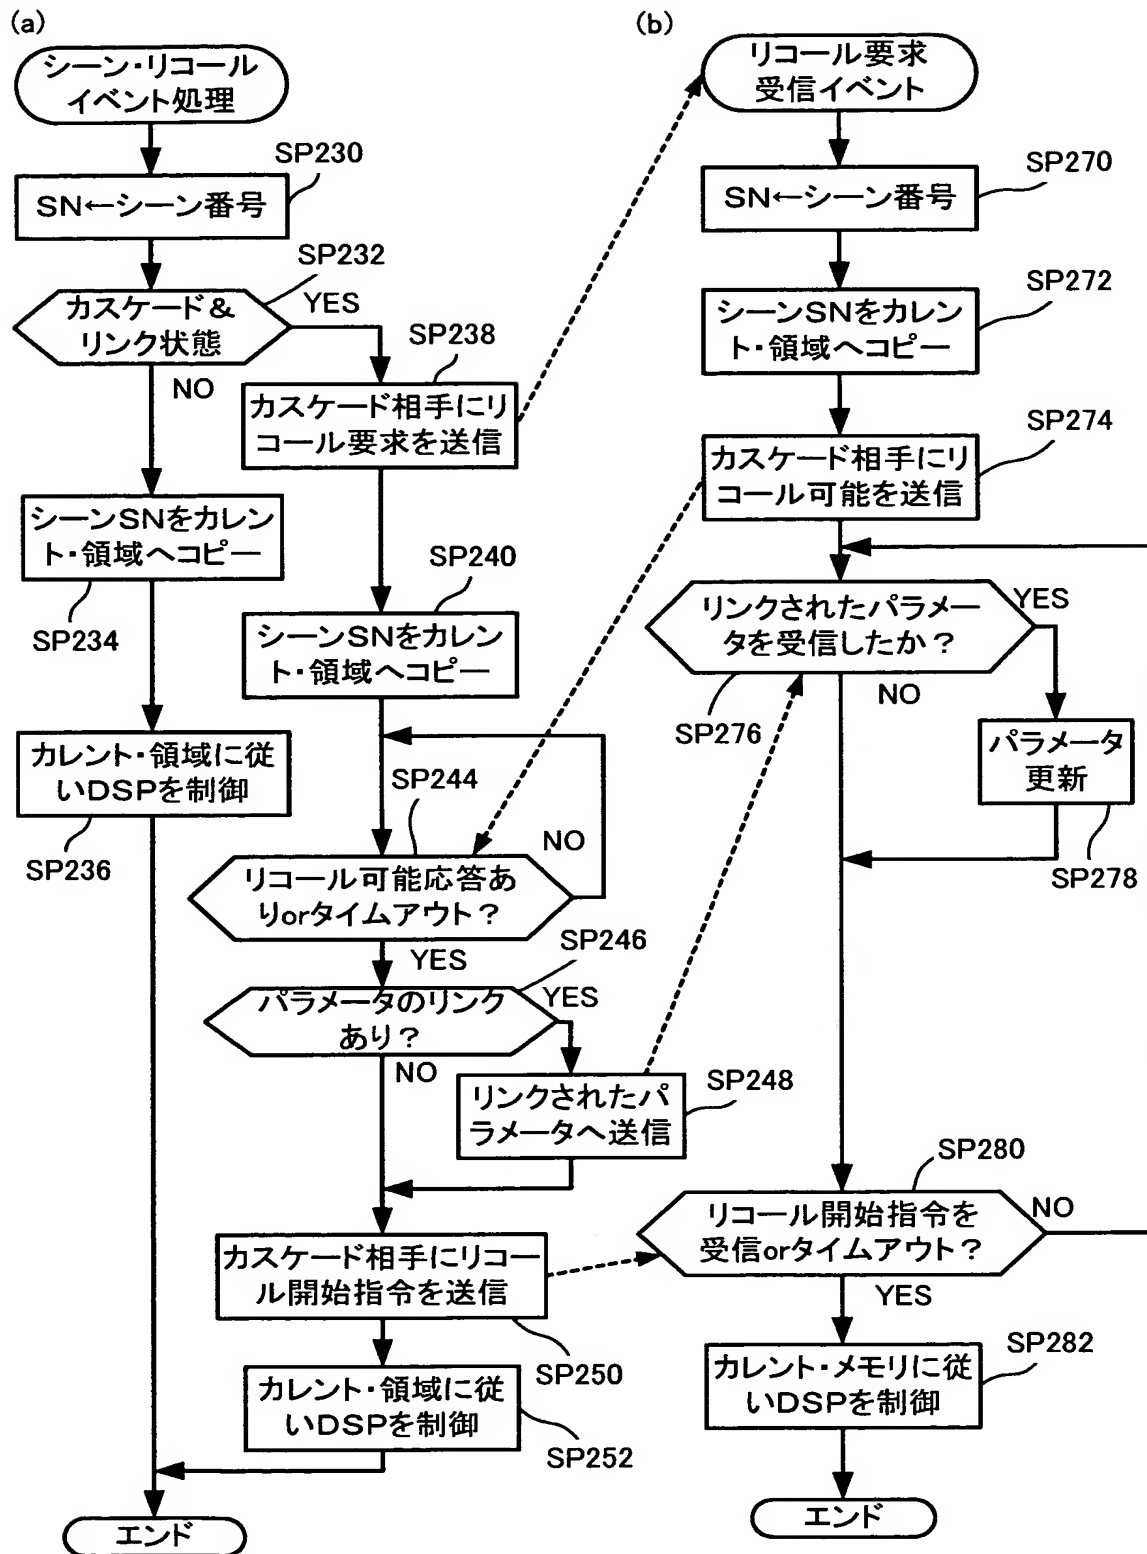 (a)
シーン・リコール
イベント処理
SP230
SN←シーン番号
SP232
カスケード＆
リンク状態
YES
NO
SP238
カスケード相手にリ
コール要求を送信
シーンSNをカレン
ト・領域へコピー
SP234
SP240
シーンSNをカレン
ト・領域へコピー
カレント・領域に従
いDSPを制御
SP236
SP244
NO
リコール可能応答あ
りorタイムアウト？
YES
SP246
パラメータのリンク
あり？
YES
NO
SP248
リンクされたパ
ラメータへ送信
カスケード相手にリコー
ル開始指令を送信
SP250
カレント・領域に従
いDSPを制御
SP252
エンド
(b)
リコール要求
受信イベント
SP270
SN←シーン番号
SP272
シーンSNをカレン
ト・領域へコピー
SP274
カスケード相手にリ
コール可能を送信
リンクされたパラメー
タを受信したか？
YES
NO
SP276
パラメータ
更新
SP278
SP280
リコール開始指令を
受信orタイムアウト？
NO
YES
SP282
カレント・メモリに従
いDSPを制御
エンド